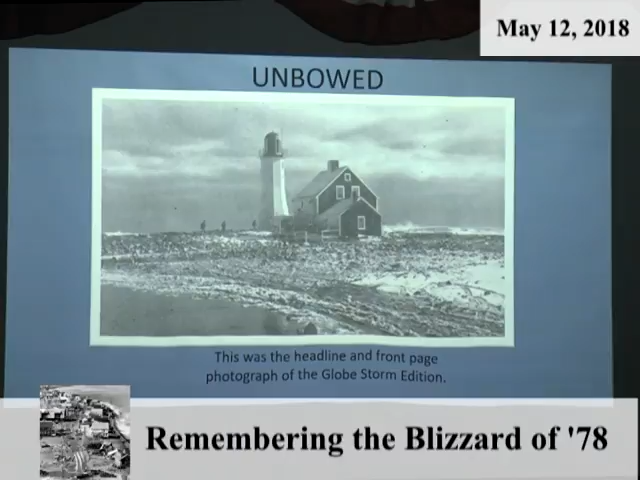 May 12, 2018
UNBOWED
This was the headline and front page
photograph of the Globe Storm Edition.
Remembering the Blizzard of '78